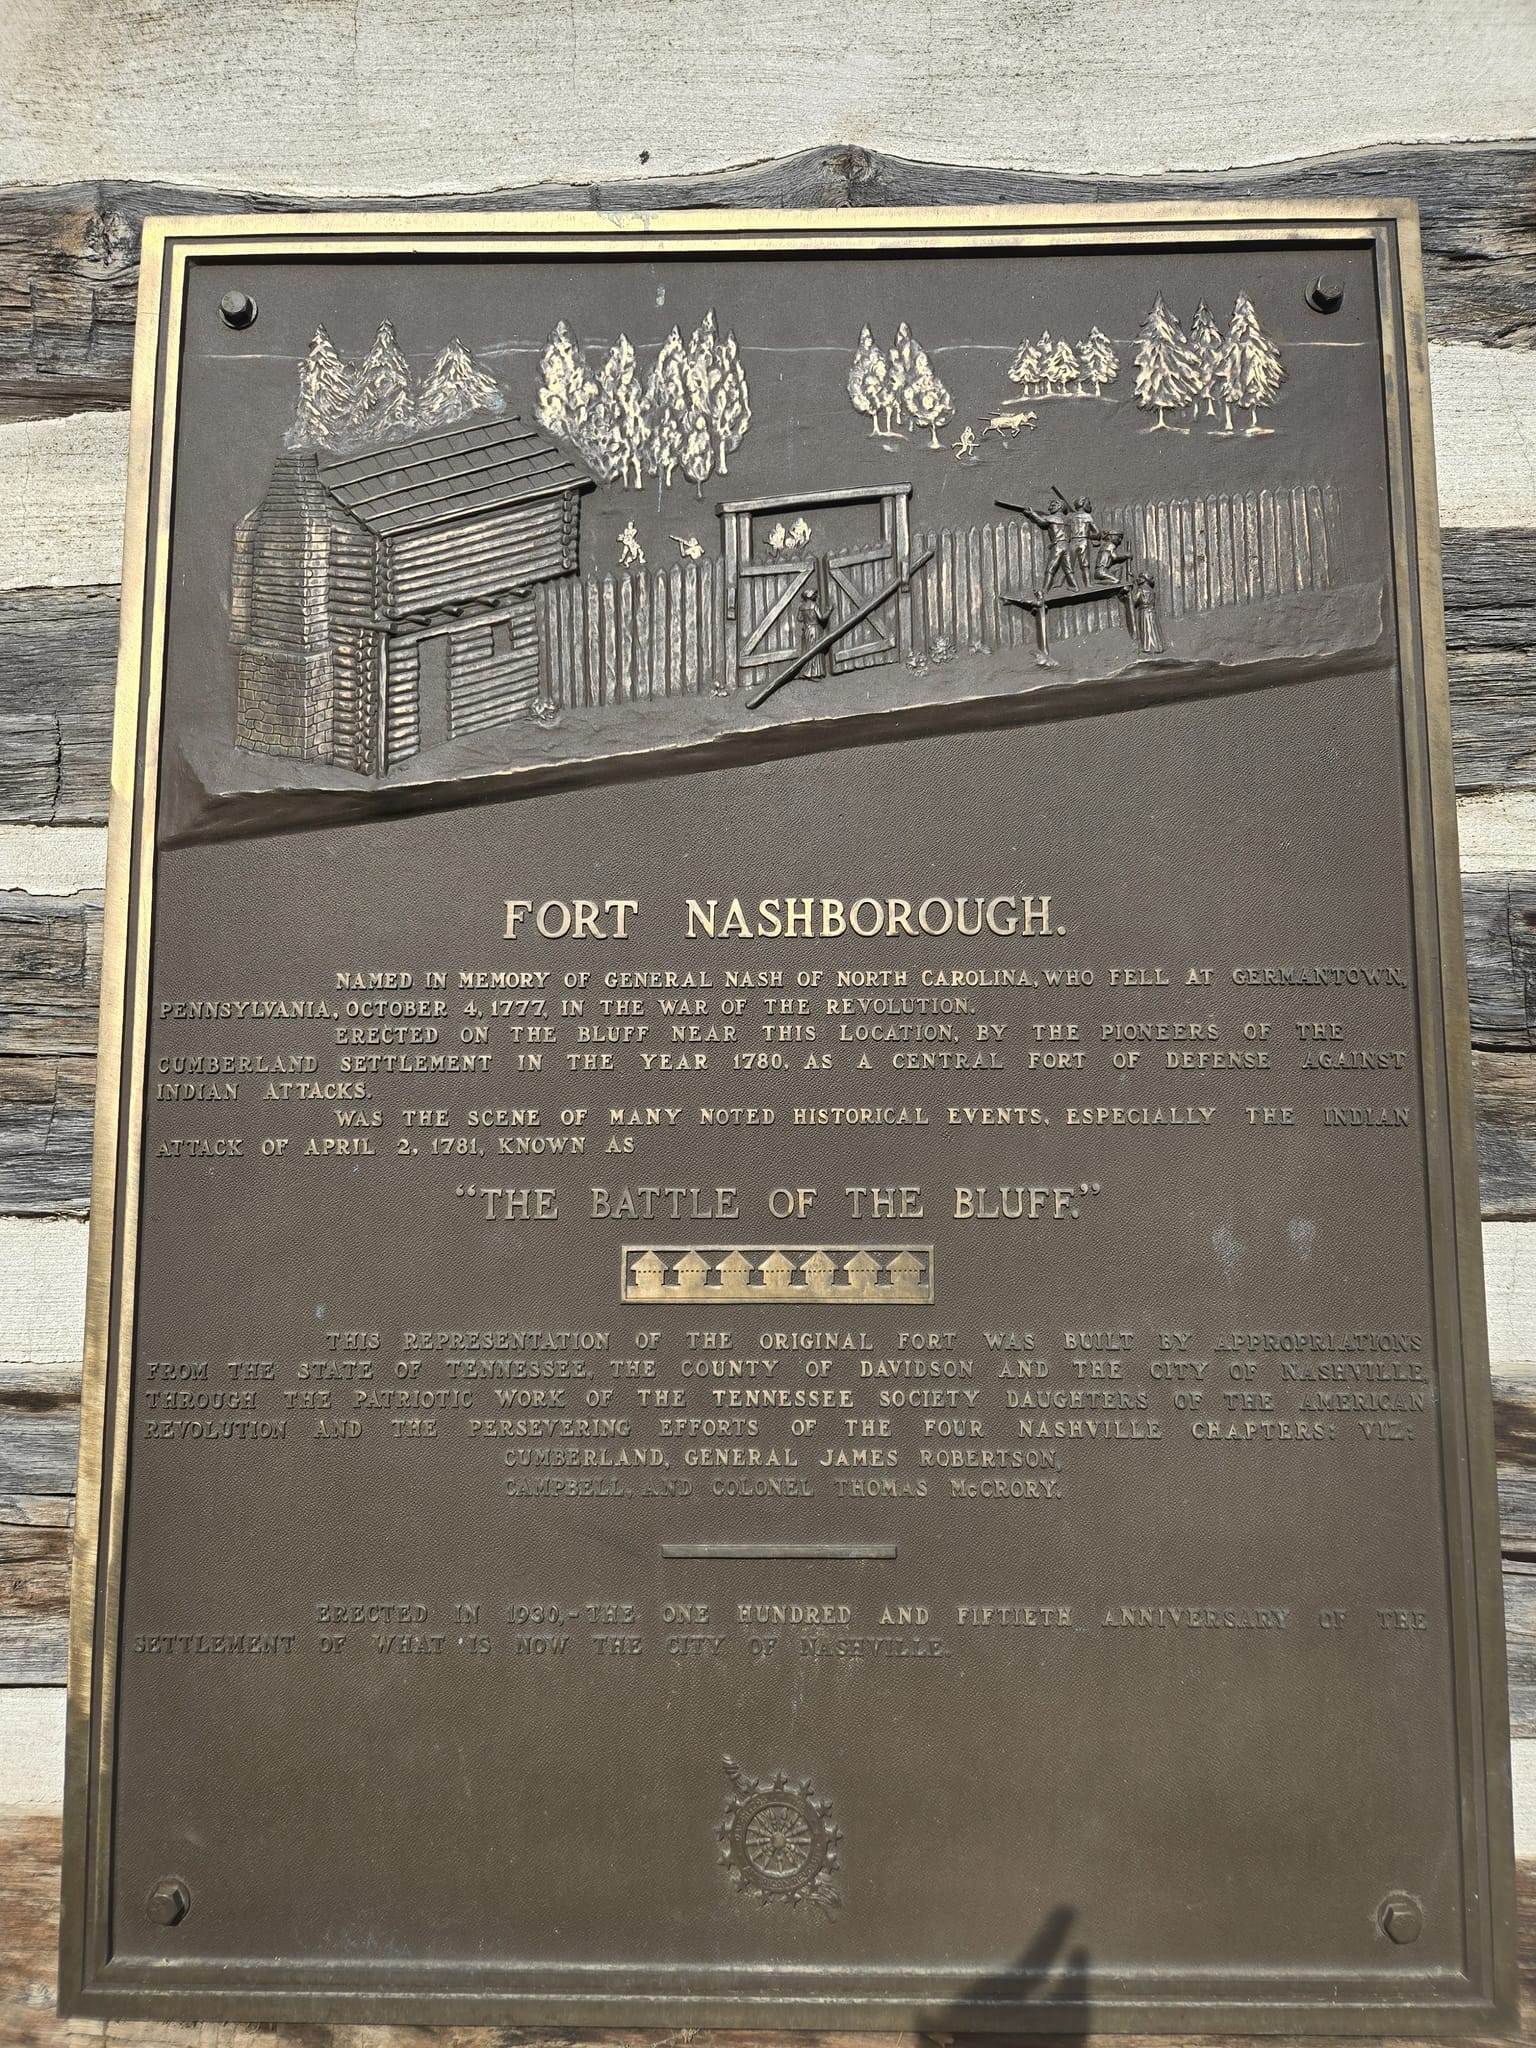 FORT NASHBOROUGH.
NAMED IN MEMORY OF GENERAL NASH OF NORTH CAROLINA, WHO FELL AT GERMANTOWN,
PENNSYLVANIA, OCTOBER 4, 1777, IN THE WAR OF THE REVOLUTION.
ERECTED ON THE BLUFF NEAR THIS LOCATION, BY THE PIONEERS OF THE
CUMBERLAND SETTLEMENT IN THE YEAR 1780, AS A CENTRAL FORT OF DEFENSE AGAINST
INDIAN ATTACKS.
WAS THE SCENE OF MANY NOTED HISTORICAL EVENTS, ESPECIALLY THE INDIAN
ATTACK OF APRIL 2, 1781, KNOWN AS
"THE BATTLE OF THE BLUFF."
THIS REPRESENTATION OF THE ORIGINAL FORT WAS BUILT BY APPROPRIATIONS
FROM THE STATE OF TENNESSEE, THE COUNTY OF DAVIDSON AND THE CITY OF NASHVILLE,
THROUGH THE PATRIOTIC WORK OF THE TENNESSEE SOCIETY DAUGHTERS OF THE AMERICAN
REVOLUTION AND THE PERSEVERING EFFORTS OF THE FOUR NASHVILLE CHAPTERS: VIZ:
CUMBERLAND, GENERAL JAMES ROBERTSON,
CAMPBELL, AND COLONEL THOMAS McCRORY.
ERECTED IN 1930,-THE ONE HUNDRED AND FIFTIETH ANNIVERSARY OF THE
SETTLEMENT OF WHAT IS NOW THE CITY OF NASHVILLE.